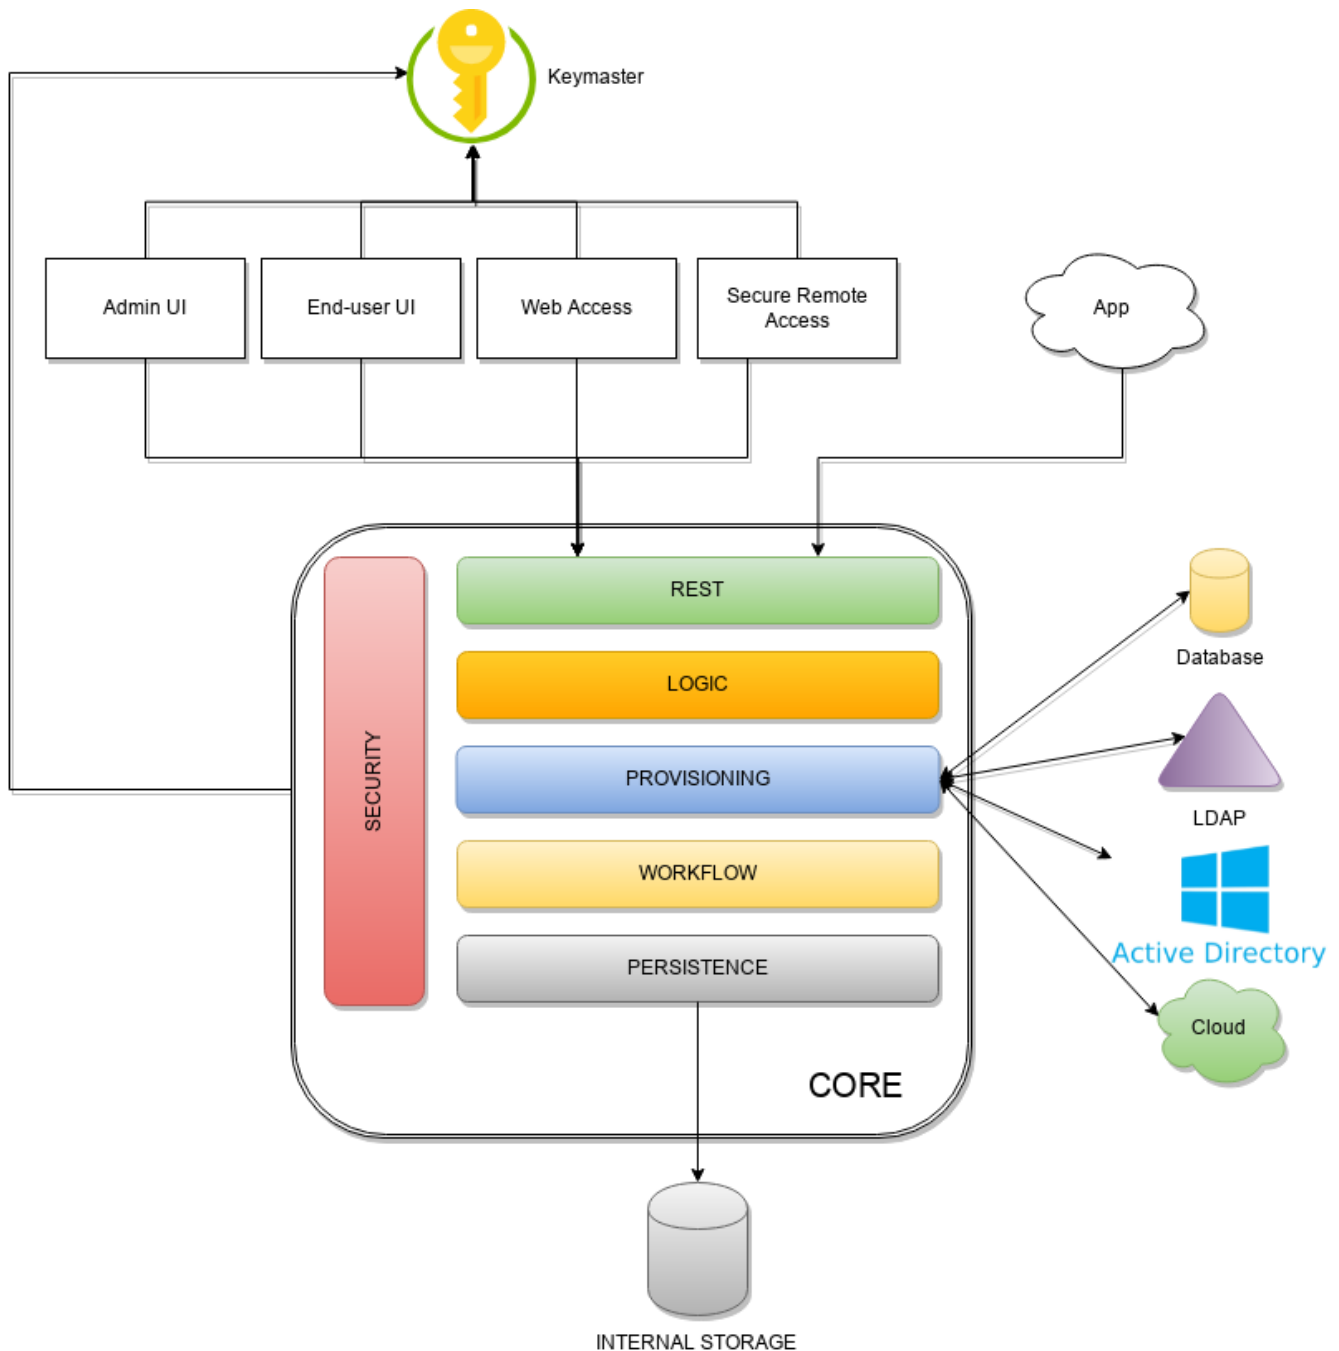 Keymaster
Admin UI
End-user UI
Web Access
Secure Remote
Access
App
REST
LOGIC
PROVISIONING
WORKFLOW
PERSISTENCE
SECURITY
CORE
Database
LDAP
Active Directory
Cloud
INTERNAL STORAGE